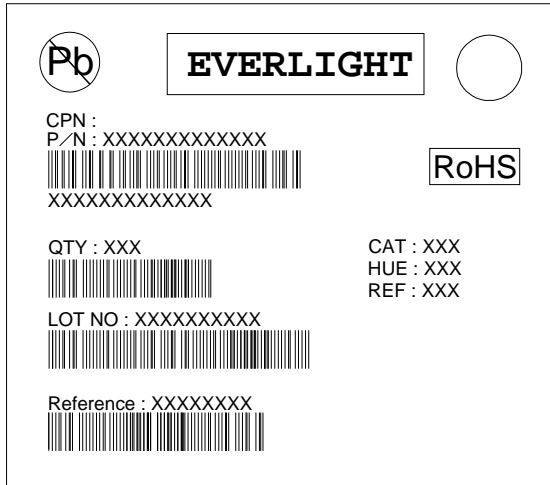 Pb
EVERLIGHT
CPN :
P/N : XXXXXXXXXXXXX
RoHS
XXXXXXXXXXXXX
QTY : XXX
CAT : XXX
HUE : XXX
REF : XXX
LOT NO : XXXXXXXXXX
Reference : XXXXXXXX